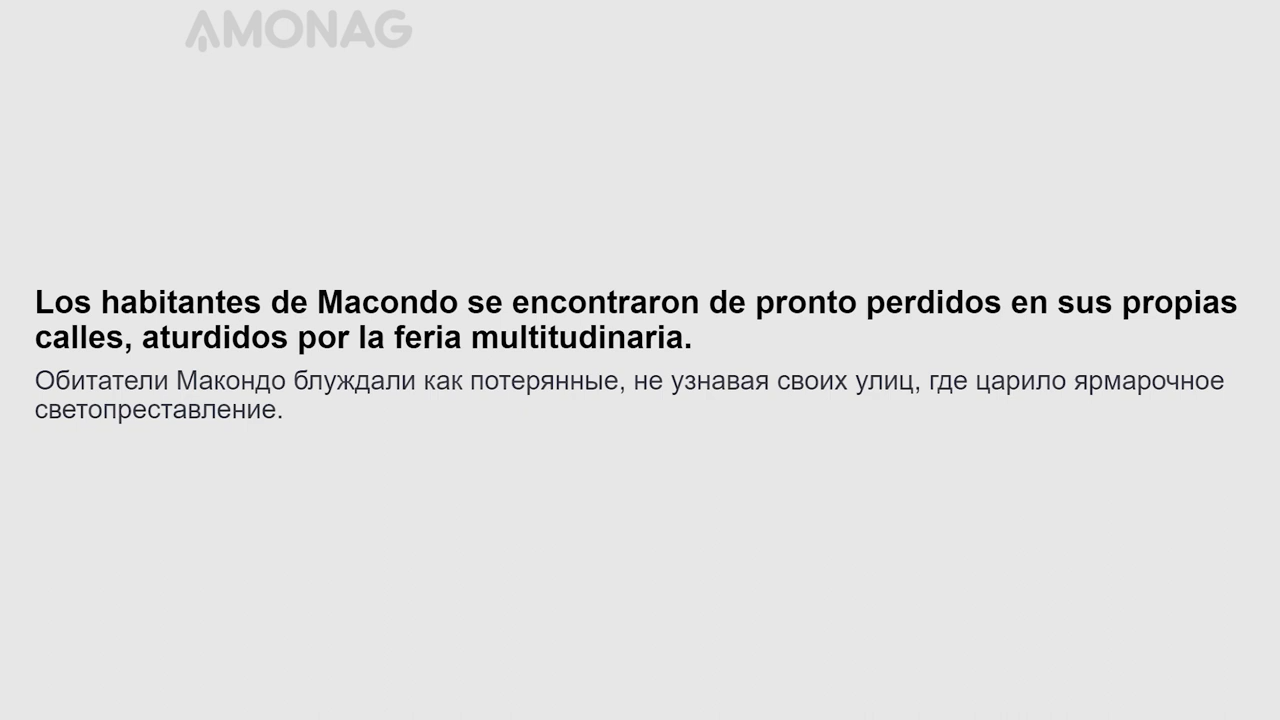 AMONAG
Los habitantes de Macondo se encontraron de pronto perdidos en sus propias
calles, aturdidos por la feria multitudinaria.
Обитатели Макондо блуждали как потерянные, не узнавая своих улиц, где царило ярмарочное
светопреставление.